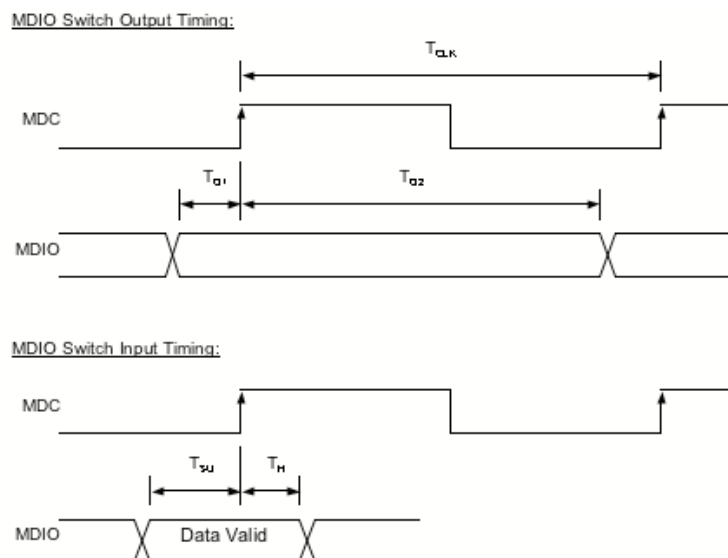 MDIO Switch Output Timing:
TCLK
MDC
TO1
TO2
MDIO
MDIO Switch Input Timing:
MDC
TSU
TH
MDIO
Data Valid